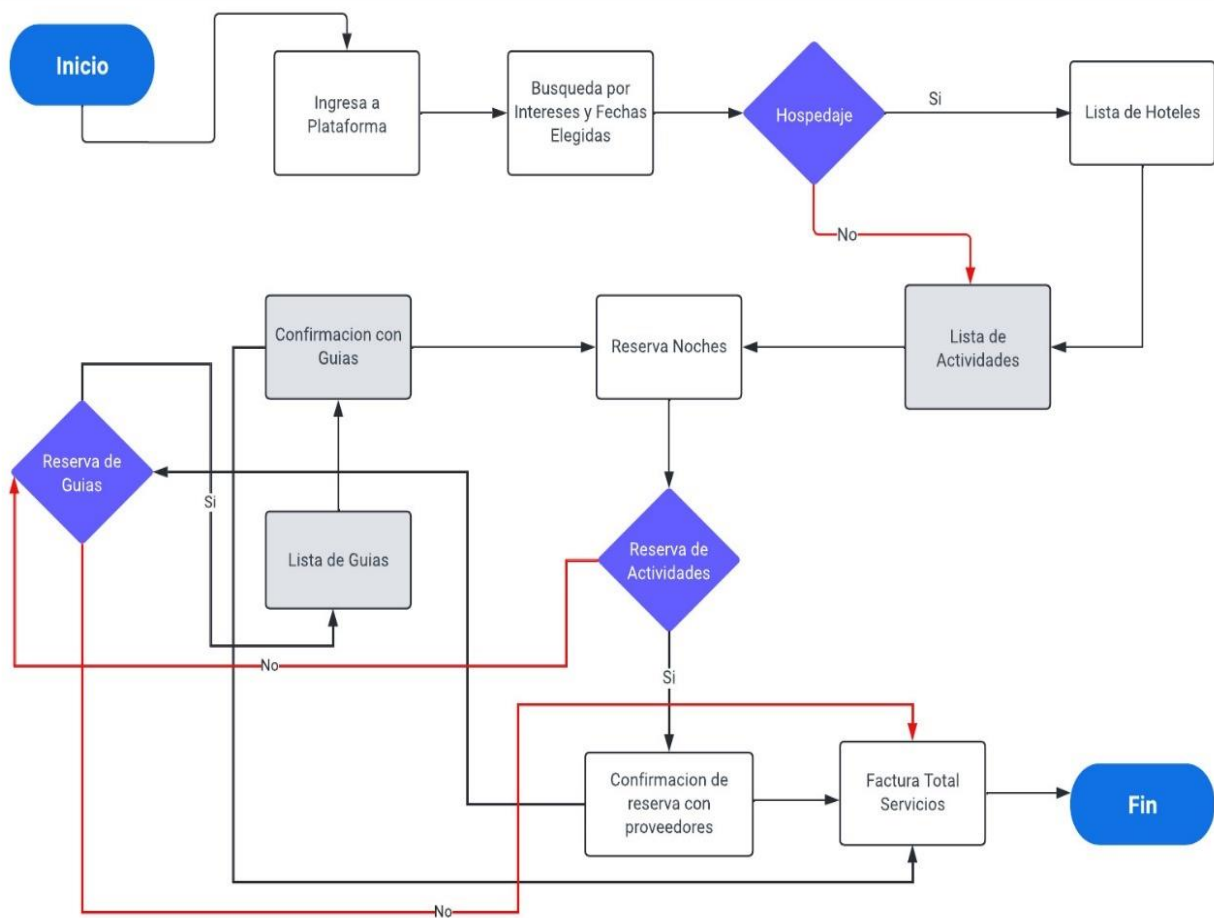 Inicio
Ingresa a
Plataforma
Busqueda por
Intereses y Fechas
Elegidas
Hospedaje
Si
Lista de Hoteles
No
Confirmacion con
Guias
Reserva Noches
Lista de
Actividades
Reserva de
Guias
Si
Lista de Guias
Reserva de
Actividades
No
Si
Confirmacion de
reserva con
proveedores
Factura Total
Servicios
Fin
No